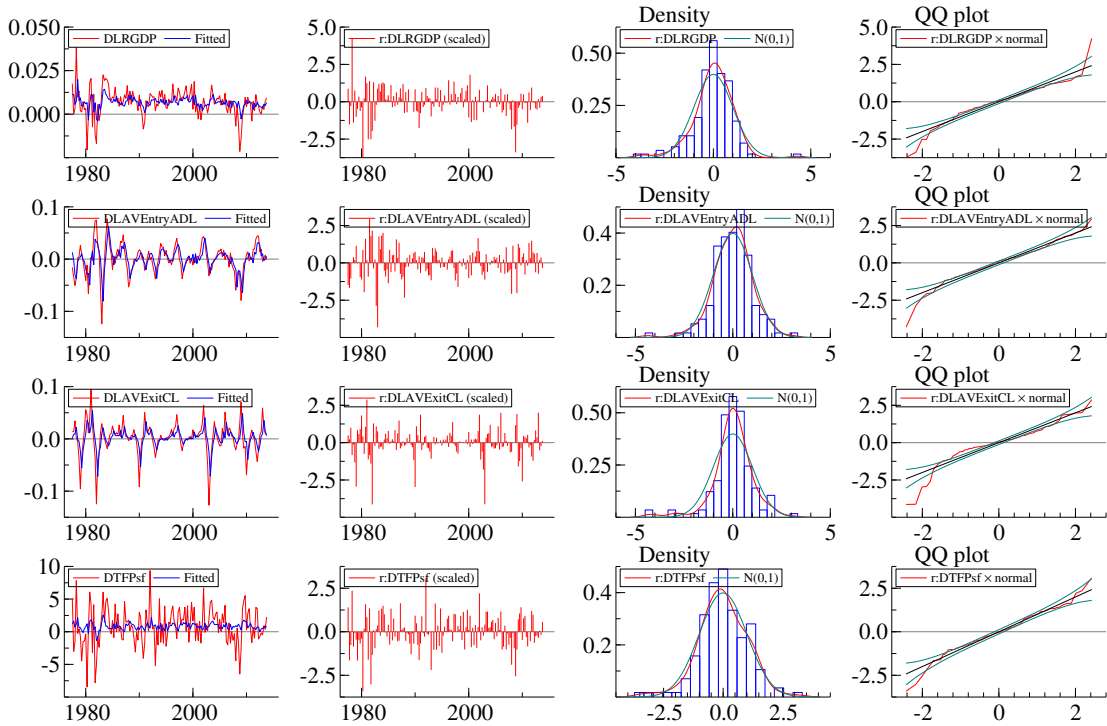 Density QQ plot
0.050 DLRGDP Fitted 5.0 r:DLRGDP (scaled) r:DLRGDP N(0,1) 5.0 r:DLRGDP × normal
0.025 2.5 0.50 2.5
0.000 0.0 0.25 0.0
-2.5 -2.5
1980 2000 1980 2000 -5 0 5 -2 0 2
Density QQ plot
0.1 DLAVEntryADL Fitted 2.5 r:DLAVEntryADL (scaled) 0.4 r:DLAVEntryADL N(0,1) 2.5 r:DLAVEntryADL × normal
0.0 0.0 0.2 0.0
-0.1 -2.5 -2.5
1980 2000 1980 2000 -5 0 5 -2 0 2
Density QQ plot
0.1 DLAVExitCL Fitted 2.5 r:DLAVExitCL (scaled) 0.50 r:DLAVExitCL N(0,1) 2.5 r:DLAVExitCL × normal
0.0 0.0 0.25 0.0
-0.1 -2.5 -2.5
1980 2000 1980 2000 -5 0 5 -2 0 2
Density QQ plot
10 DTFPsf Fitted 2.5 r:DTFPsf (scaled) 0.4 r:DTFPsf N(0,1) 2.5 r:DTFPsf × normal
5 0.0 0.2 0.0
0 -2.5 -2.5
-5
1980 2000 1980 2000 -2.5 0.0 2.5 -2 0 2